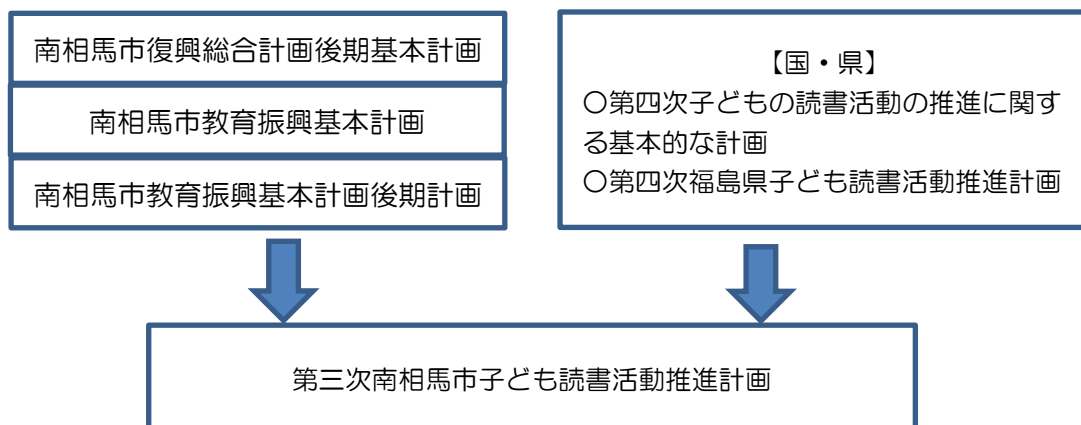 南相馬市復興総合計画後期基本計画
南相馬市教育振興基本計画
南相馬市教育振興基本計画後期計画
【国・県】
〇第四次子どもの読書活動の推進に関す
る基本的な計画
〇第四次福島県子ども読書活動推進計画
第三次南相馬市子ども読書活動推進計画